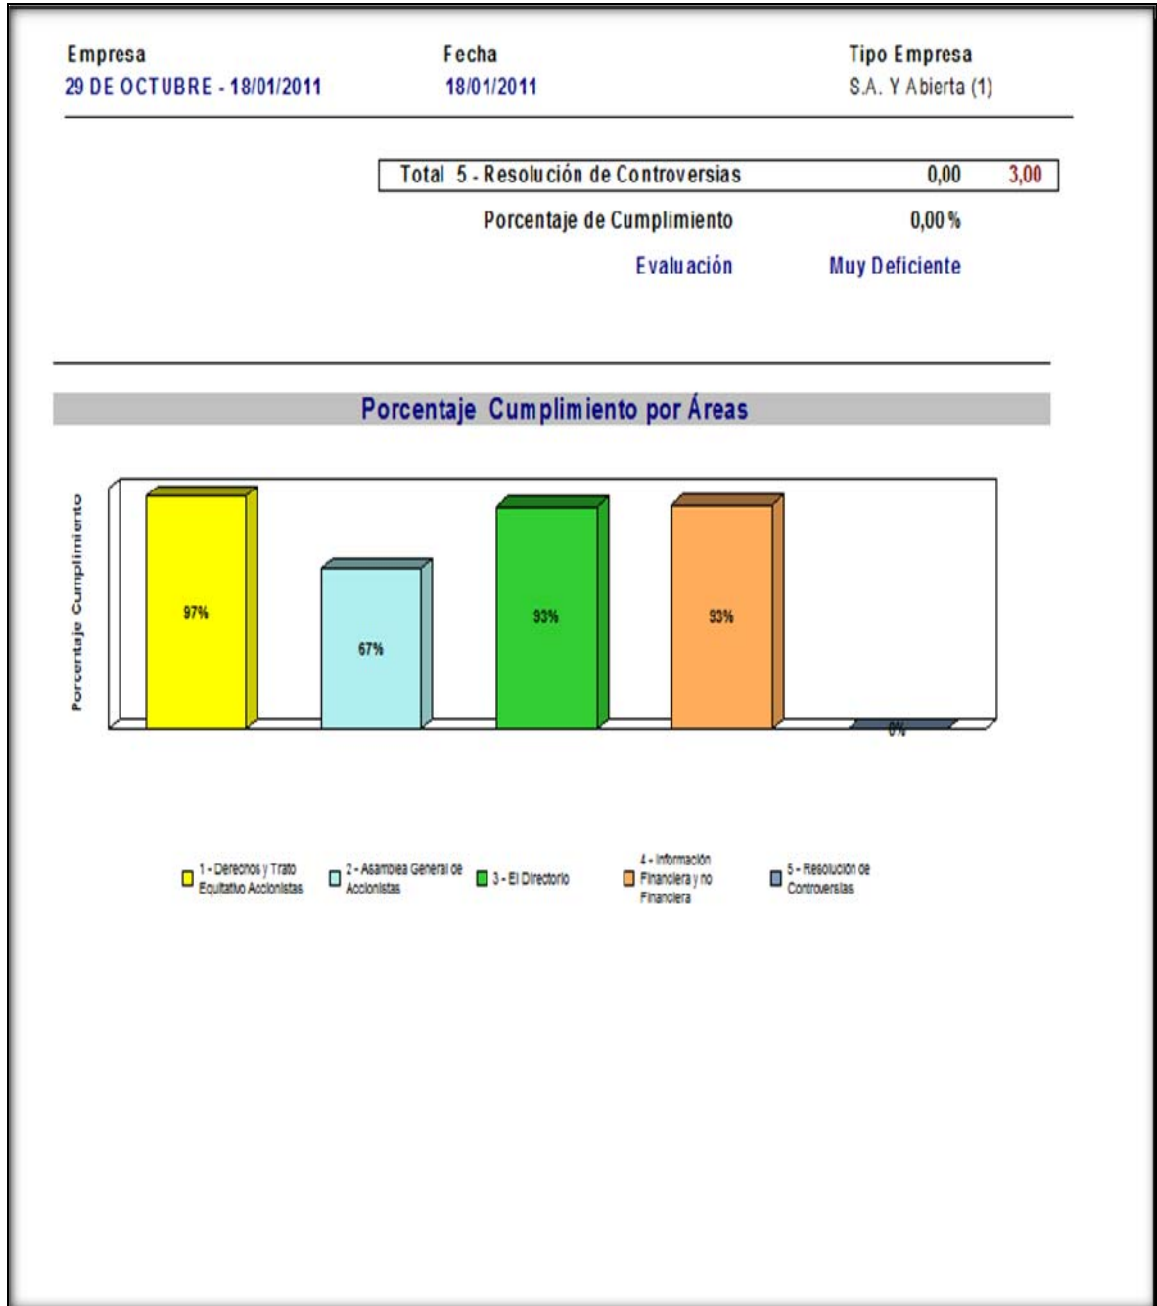 Empresa Fecha Tipo Empresa
29 DE OCTUBRE - 18/01/2011 18/01/2011 S.A. Y Abierta (1)
Total 5 - Resolución de Controversias 0,00 3,00
Porcentaje de Cumplimiento 0,00%
Evaluación Muy Deficiente
Porcentaje Cumplimiento por Áreas
Porcentaje Cumplimiento
97%
67%
93%
93%
0%
1 - Derechos y Trato
Equitativo Accionistas
2 - Asamblea General de
Accionistas
3 - El Directorio
4 - Información
Financiera y no
Financiera
5 - Resolución de
Controversias